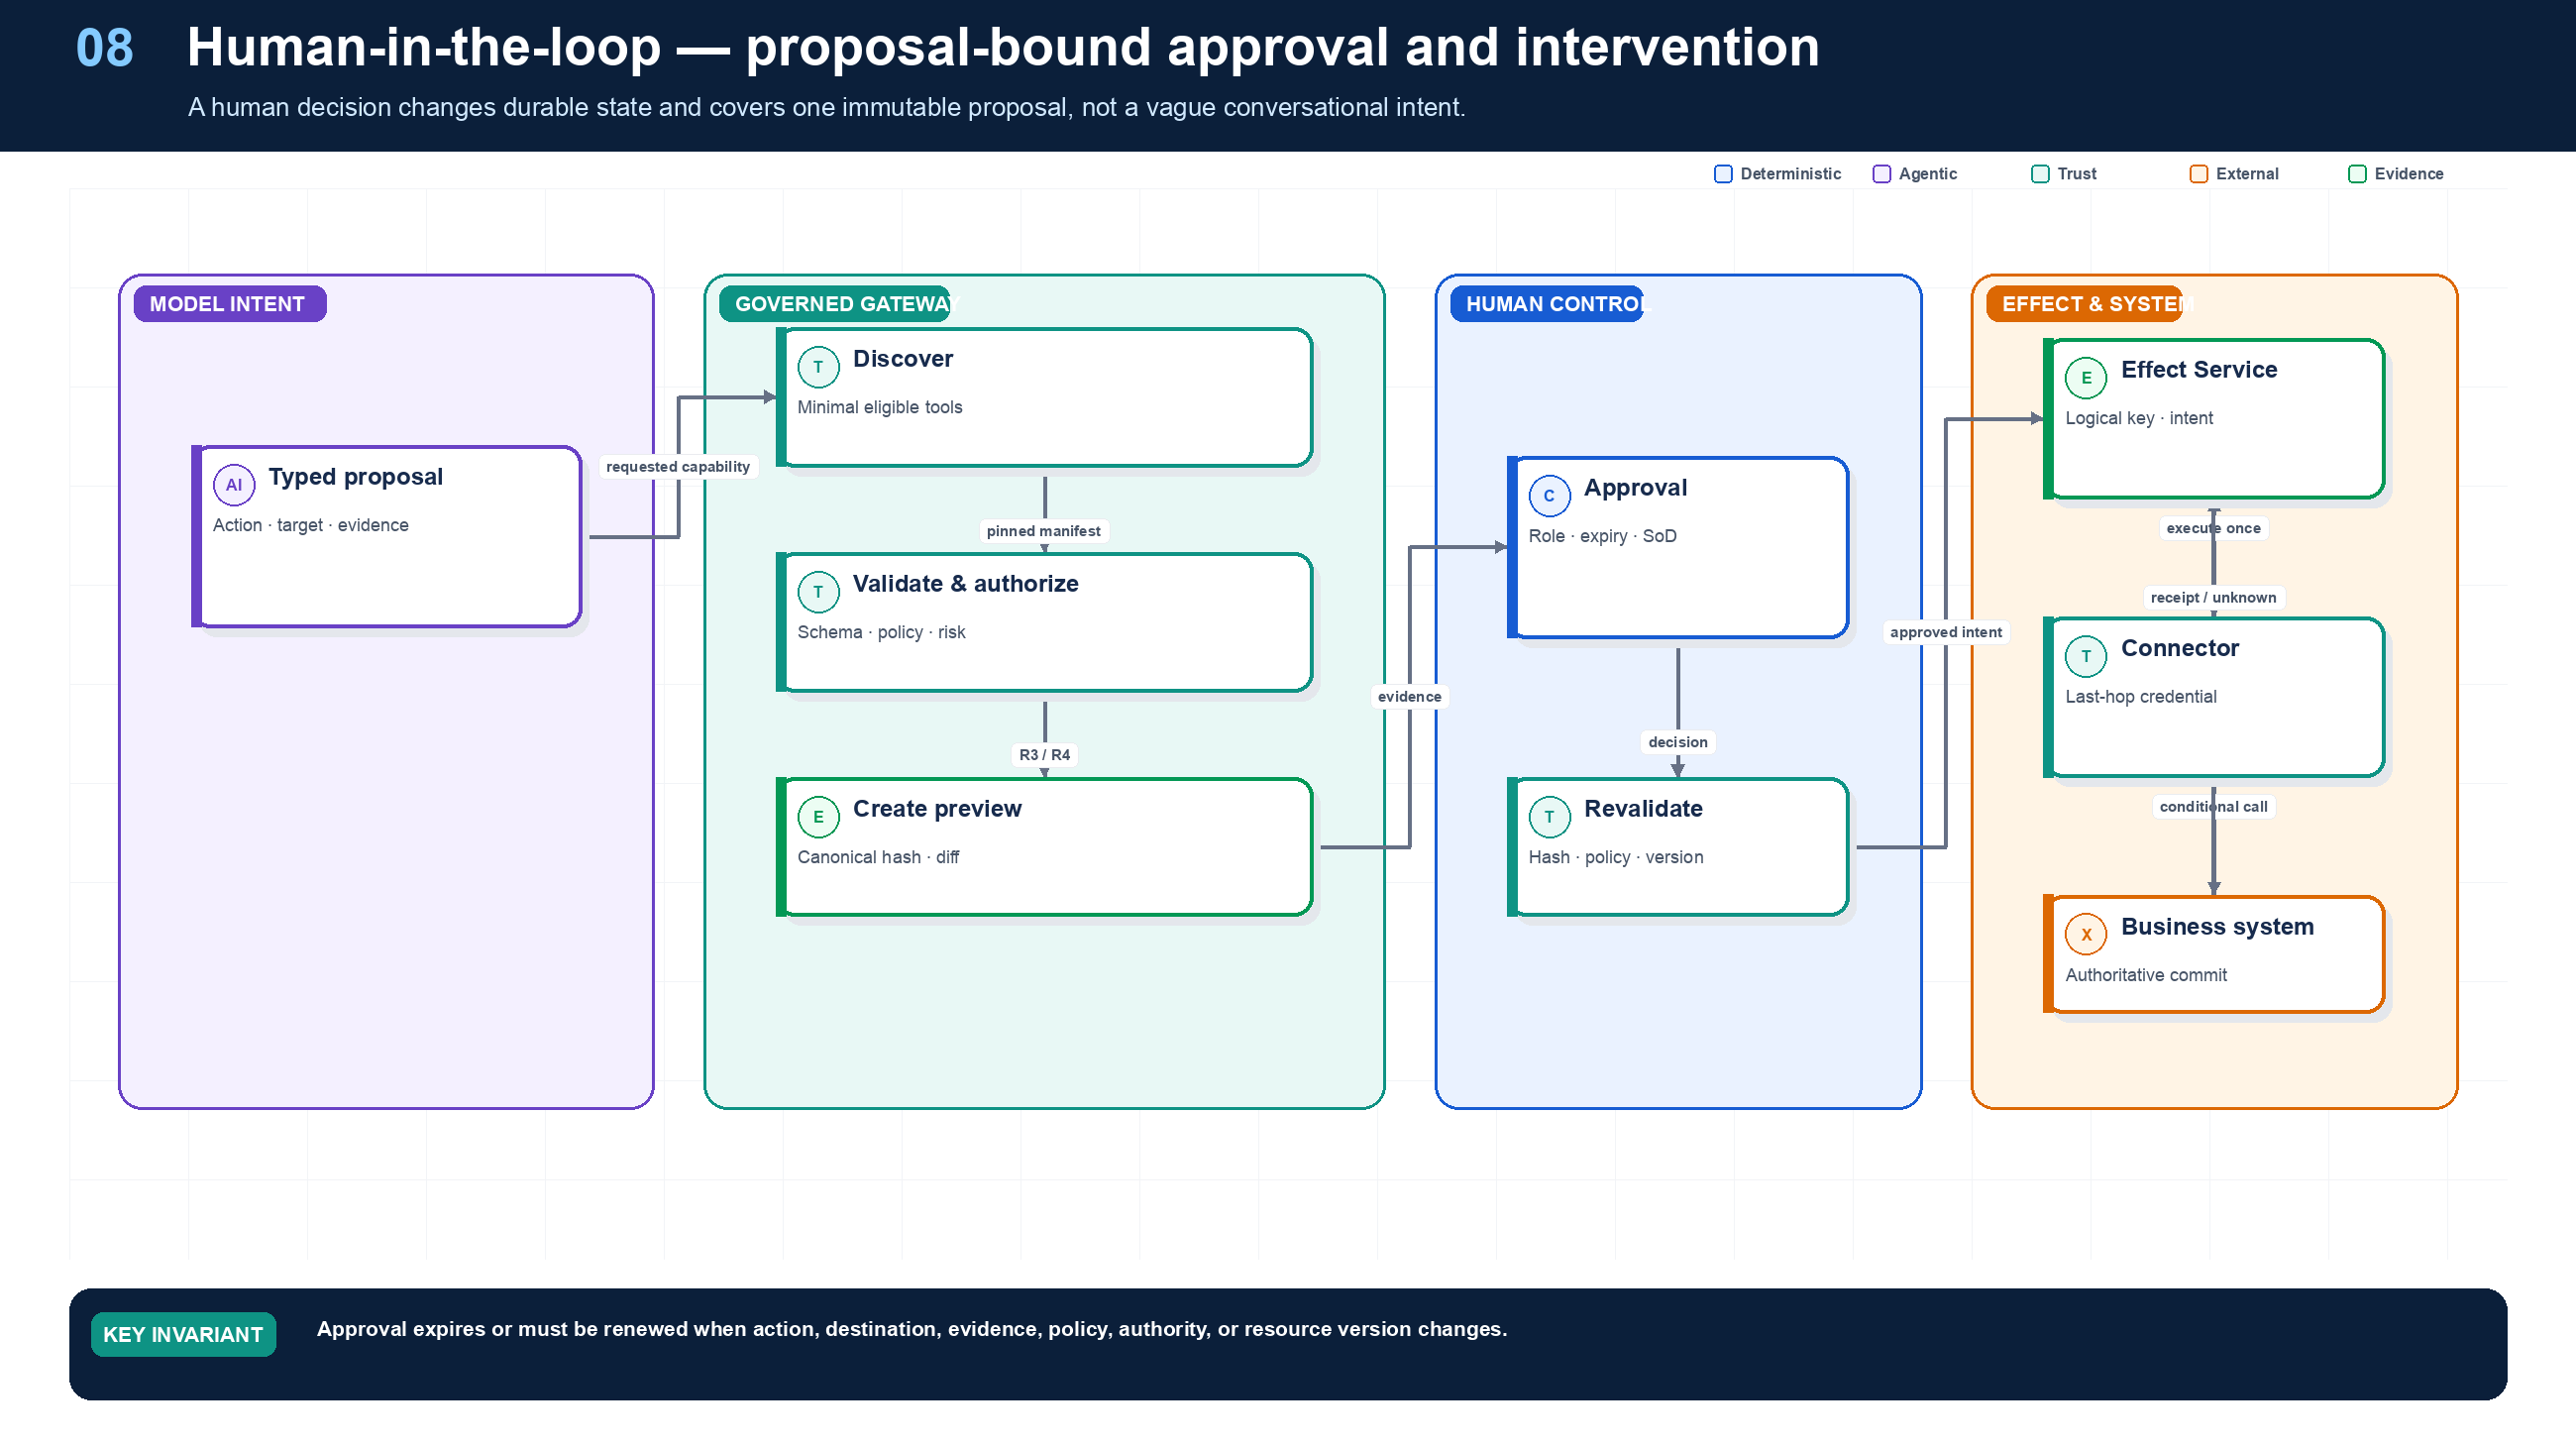 08
Human-in-the-loop — proposal-bound approval and intervention
A human decision changes durable state and covers one immutable proposal, not a vague conversational intent.
Deterministic
Agentic
Trust
External
Evidence
MODEL INTENT
AI
Typed proposal
Action · target · evidence
requested capability
GOVERNED GATEWAY
T
Discover
Minimal eligible tools
pinned manifest
T
Validate & authorize
Schema · policy · risk
R3 / R4
E
Create preview
Canonical hash · diff
evidence
HUMAN CONTROL
C
Approval
Role · expiry · SoD
decision
T
Revalidate
Hash · policy · version
approved intent
EFFECT & SYSTEM
E
Effect Service
Logical key · intent
execute once
receipt / unknown
T
Connector
Last-hop credential
conditional call
X
Business system
Authoritative commit
KEY INVARIANT
Approval expires or must be renewed when action, destination, evidence, policy, authority, or resource version changes.